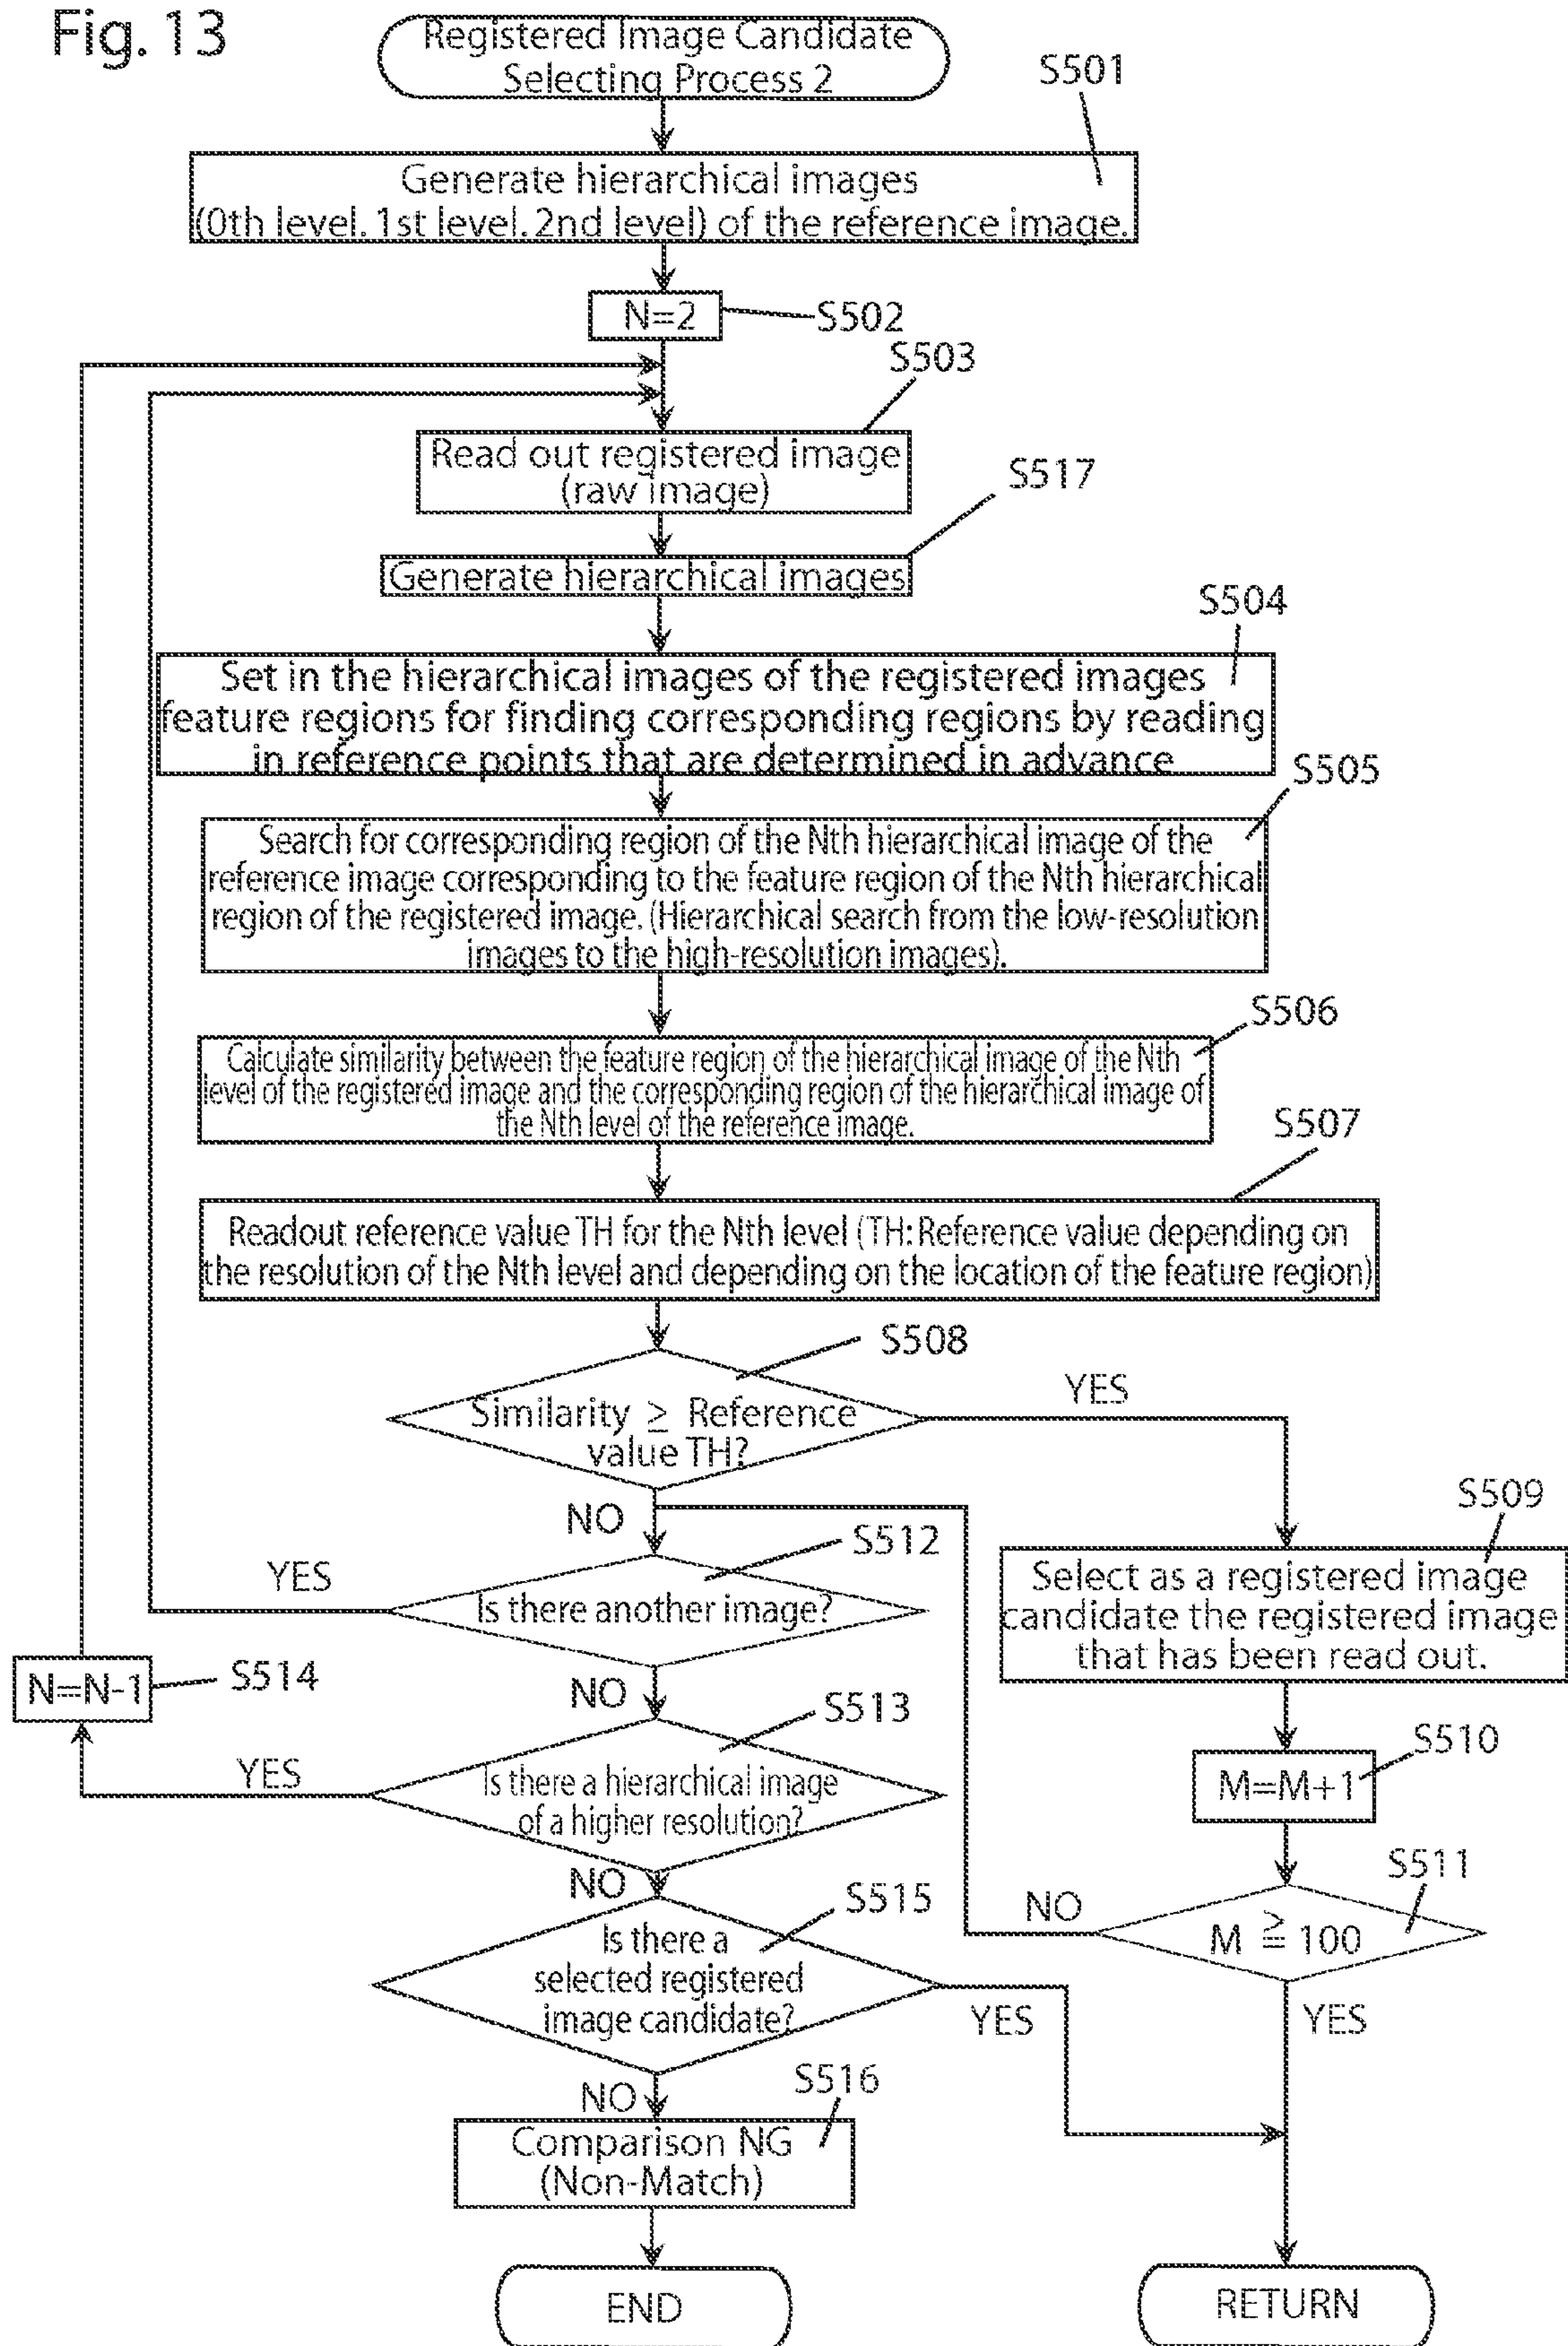 Fig. 13
Registered Image Candidate
Selecting Process 2
S501
Generate hierarchical images
(0th level. 1st level. 2nd level) of the reference image.
N=2
S502
S503
Read out registered image
(raw image)
S517
Generate hierarchical images
S504
Set in the hierarchical images of the registered images
feature regions for finding corresponding regions by reading
in reference points that are determined in advance
S505
Search for corresponding region of the Nth hierarchical image of the
reference image corresponding to the feature region of the Nth hierarchical
region of the registered image. (Hierarchical search from the low-resolution
images to the high-resolution images).
S506
Calculate similarity between the feature region of the hierarchical image of the Nth
level of the registered image and the corresponding region of the hierarchical image of
the Nth level of the reference image.
S507
Readout reference value TH for the Nth level (TH: Reference value depending on
the resolution of the Nth level and depending on the location of the feature region)
S508
Similarity ≥ Reference
value TH?
YES
NO
S509
Select as a registered image
candidate the registered image
that has been read out.
S512
Is there another image?
YES
NO
N=N-1
S514
S513
Is there a hierarchical image
of a higher resolution?
YES
NO
S510
M=M+1
S511
M ≧ 100
NO
YES
S515
Is there a
selected registered
image candidate?
YES
NO
S516
Comparison NG
(Non-Match)
END
RETURN